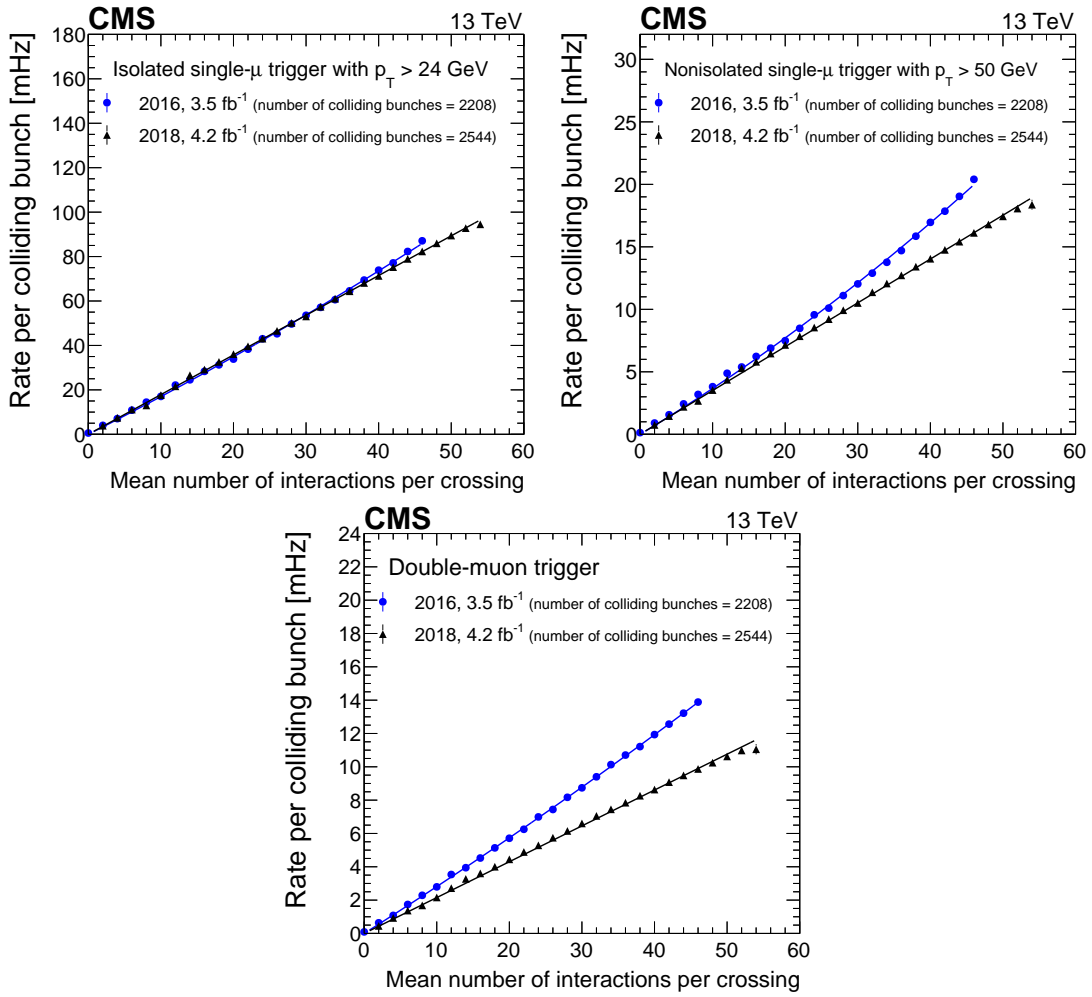 CMS 13 TeV
Rate per colliding bunch [mHz]
180
160
140
120
100
80
60
40
20
0
Isolated single-μ trigger with p_T > 24 GeV
2016, 3.5 fb⁻¹ (number of colliding bunches = 2208)
2018, 4.2 fb⁻¹ (number of colliding bunches = 2544)
0 10 20 30 40 50 60
Mean number of interactions per crossing
CMS 13 TeV
Rate per colliding bunch [mHz]
30
25
20
15
10
5
0
Nonisolated single-μ trigger with p_T > 50 GeV
2016, 3.5 fb⁻¹ (number of colliding bunches = 2208)
2018, 4.2 fb⁻¹ (number of colliding bunches = 2544)
0 10 20 30 40 50 60
Mean number of interactions per crossing
CMS 13 TeV
Rate per colliding bunch [mHz]
24
22
20
18
16
14
12
10
8
6
4
2
0
Double-muon trigger
2016, 3.5 fb⁻¹ (number of colliding bunches = 2208)
2018, 4.2 fb⁻¹ (number of colliding bunches = 2544)
0 10 20 30 40 50 60
Mean number of interactions per crossing